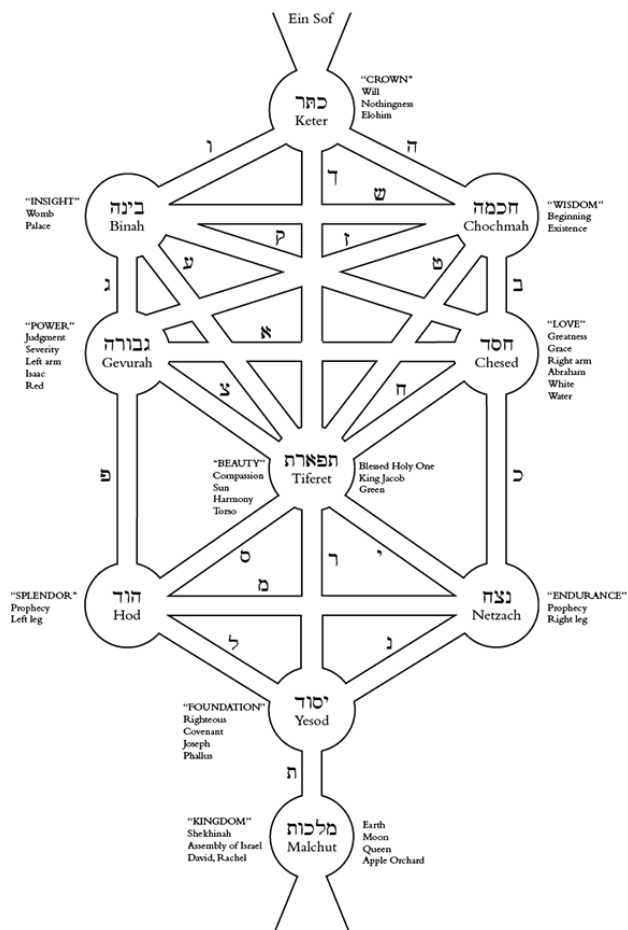 Ein Sof
כתר
Keter
"CROWN"
Will
Nothingness
Elohim
ו
ה
ד
ש
"INSIGHT"
Womb
Palace
בינה
Binah
חכמה
Chochmah
"WISDOM"
Beginning
Existence
ק
ז
ע
ט
ג
ב
"POWER"
Judgment
Severity
Left arm
Isaac
Red
גבורה
Gevurah
א
חסד
Chesed
"LOVE"
Greatness
Grace
Right arm
Abraham
White
Water
צ
ח
פ
כ
"BEAUTY"
Compassion
Sun
Harmony
Torso
תפארת
Tiferet
Blessed Holy One
King Jacob
Green
ס
ר
י
מ
"SPLENDOR"
Prophecy
Left leg
הוד
Hod
נצח
Netzach
"ENDURANCE"
Prophecy
Right leg
ל
נ
"FOUNDATION"
Righteous
Covenant
Joseph
Phallus
יסוד
Yesod
ת
"KINGDOM"
Shekhinah
Assembly of Israel
David, Rachel
מלכות
Malchut
Earth
Moon
Queen
Apple Orchard